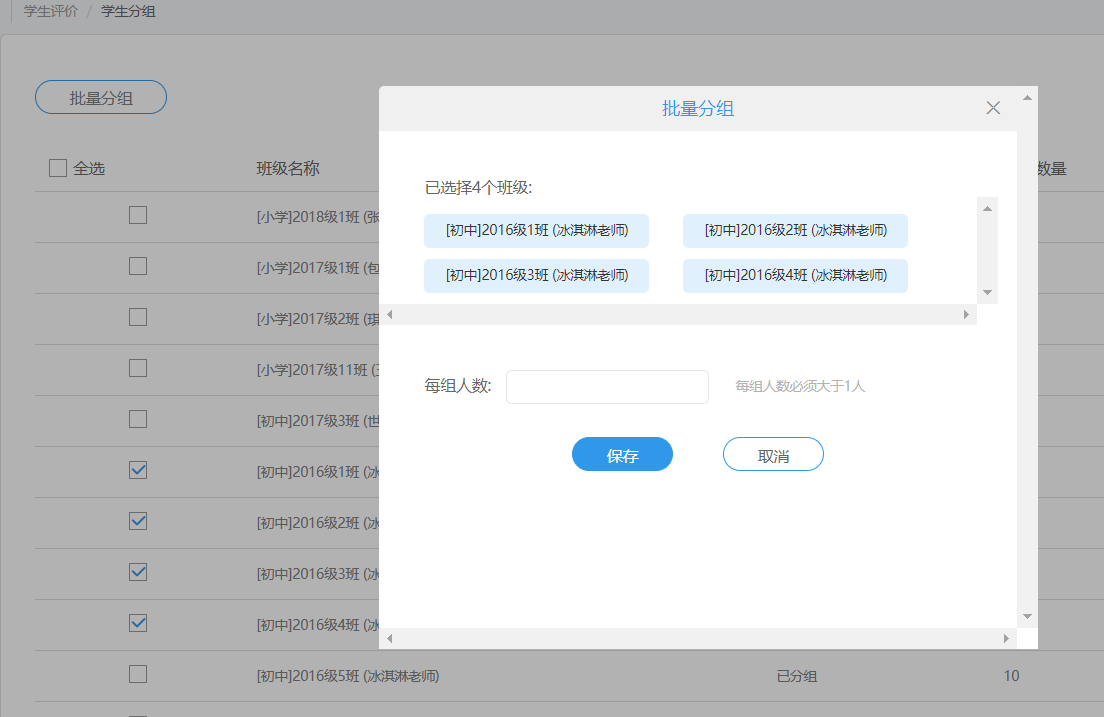 学生评价 / 学生分组
批量分组
全选 班级名称 数量
[小学]2018级1班
[小学]2017级1班 (包
[小学]2017级2班 (琪
[小学]2017级11班
[初中]2017级3班 (世
[初中]2016级1班 (冰
[初中]2016级2班 (冰
[初中]2016级3班 (冰
[初中]2016级4班 (冰
[初中]2016级5班 (冰淇淋老师) 已分组 10
批量分组
已选择4个班级:
[初中]2016级1班 (冰淇淋老师) [初中]2016级2班 (冰淇淋老师)
[初中]2016级3班 (冰淇淋老师) [初中]2016级4班 (冰淇淋老师)
每组人数: 每组人数必须大于1人
保存 取消